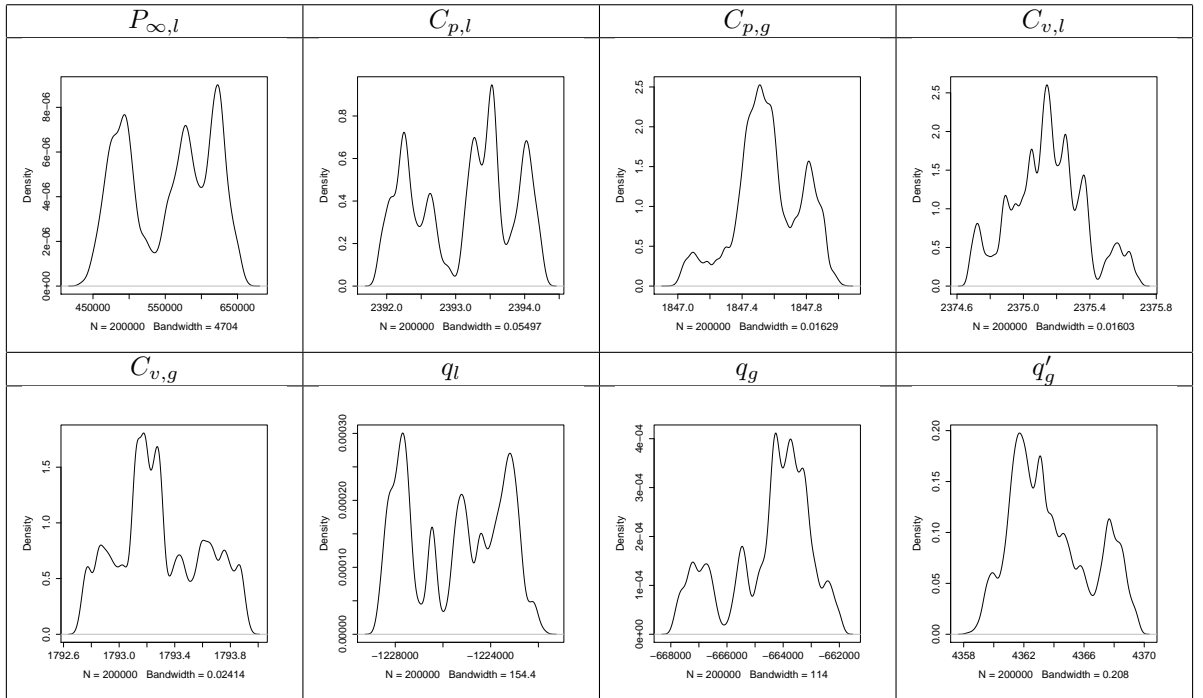 P∞,l C_p,l C_p,g C_v,l
Density
0e+00 2e−06 4e−06 6e−06 8e−06
450000 550000 650000
N = 200000 Bandwidth = 4704
Density
0.0 0.2 0.4 0.6 0.8
2392.0 2393.0 2394.0
N = 200000 Bandwidth = 0.05497
Density
0.0 0.5 1.0 1.5 2.0 2.5
1847.0 1847.4 1847.8
N = 200000 Bandwidth = 0.01629
Density
0.0 0.5 1.0 1.5 2.0 2.5
2374.6 2375.0 2375.4 2375.8
N = 200000 Bandwidth = 0.01603
C_v,g q_l q_g q′_g
Density
0.0 0.5 1.0 1.5
1792.6 1793.0 1793.4 1793.8
N = 200000 Bandwidth = 0.02414
Density
0.00000 0.00010 0.00020 0.00030
−1228000 −1224000
N = 200000 Bandwidth = 154.4
Density
0e+00 1e−04 2e−04 3e−04 4e−04
−668000 −666000 −664000 −662000
N = 200000 Bandwidth = 114
Density
0.00 0.05 0.10 0.15 0.20
4358 4362 4366 4370
N = 200000 Bandwidth = 0.208